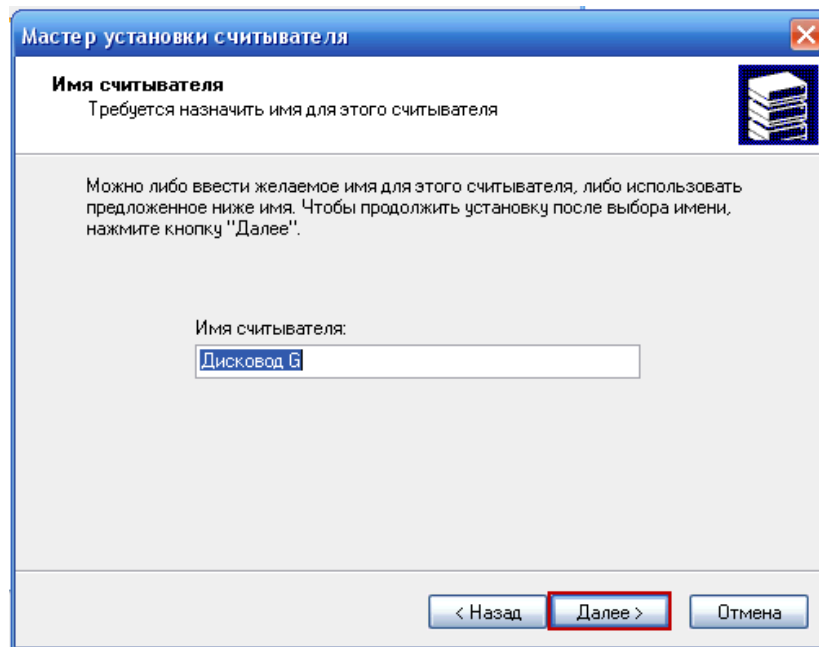 Мастер установки считывателя
Имя считывателя
Требуется назначить имя для этого считывателя
Можно либо ввести желаемое имя для этого считывателя, либо использовать
предложенное ниже имя. Чтобы продолжить установку после выбора имени,
нажмите кнопку "Далее".
Имя считывателя:
Дисковод G
< Назад Далее > Отмена